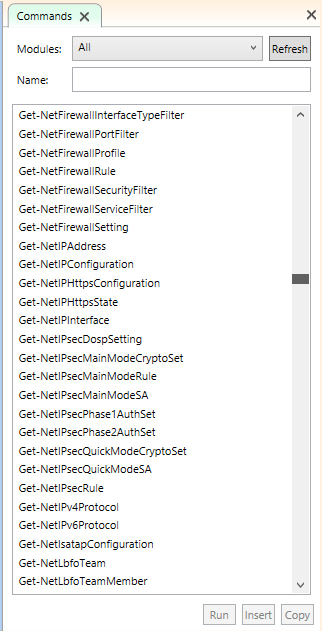 Commands
Modules: All Refresh
Name:
Get-NetFirewallInterfaceTypeFilter
Get-NetFirewallPortFilter
Get-NetFirewallProfile
Get-NetFirewallRule
Get-NetFirewallSecurityFilter
Get-NetFirewallServiceFilter
Get-NetFirewallSetting
Get-NetIPAddress
Get-NetIPConfiguration
Get-NetIPHttpsConfiguration
Get-NetIPHttpsState
Get-NetIPInterface
Get-NetIPsecDospSetting
Get-NetIPsecMainModeCryptoSet
Get-NetIPsecMainModeRule
Get-NetIPsecMainModeSA
Get-NetIPsecPhase1AuthSet
Get-NetIPsecPhase2AuthSet
Get-NetIPsecQuickModeCryptoSet
Get-NetIPsecQuickModeSA
Get-NetIPsecRule
Get-NetIPv4Protocol
Get-NetIPv6Protocol
Get-NetIsatapConfiguration
Get-NetLbfoTeam
Get-NetLbfoTeamMember
Run Insert Copy